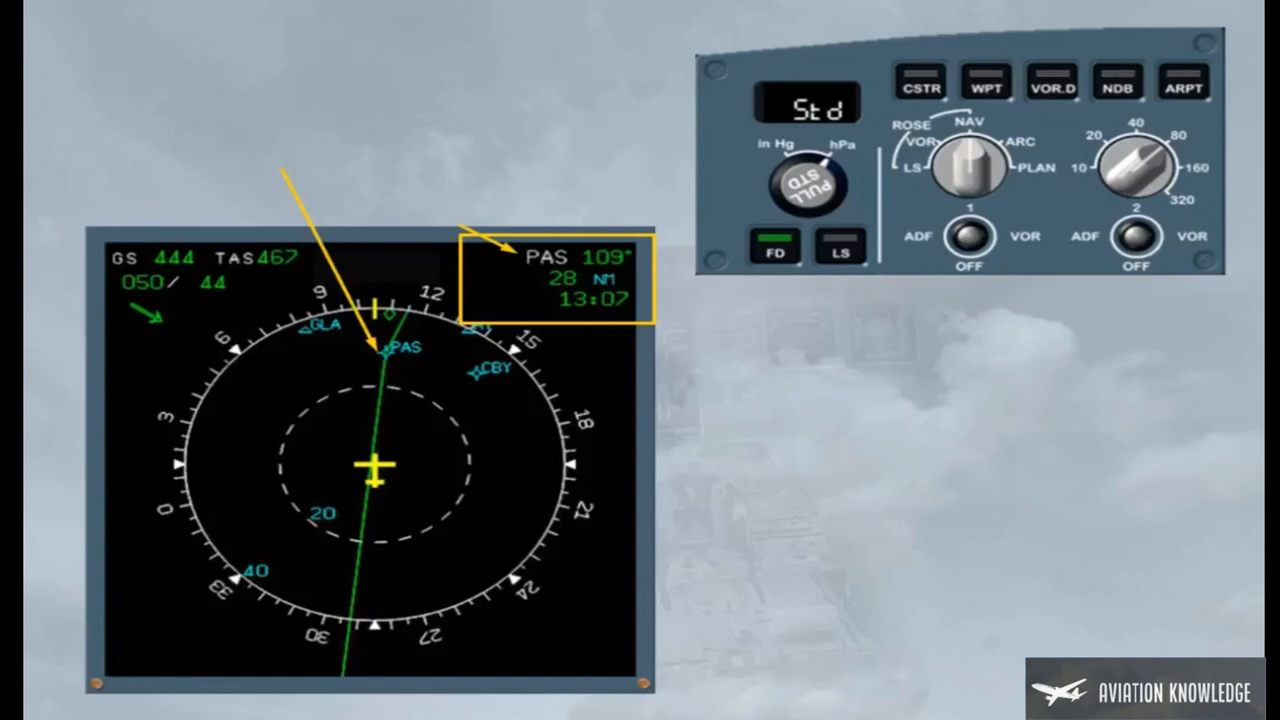 Std
in Hg
hPa
PULL
STD
FD
LS
CSTR
WPT
VOR.D
NDB
ARPT
ROSE
NAV
VOR
ARC
LS
PLAN
10
20
40
80
160
320
1
ADF
VOR
OFF
2
ADF
VOR
OFF
GS 444 TAS467
050/ 44
PAS 109°
28 NM
13:07
9
12
GLA
6
15
PAS
CBY
3
18
0
21
20
40
33
24
30
27
AVIATION KNOWLEDGE